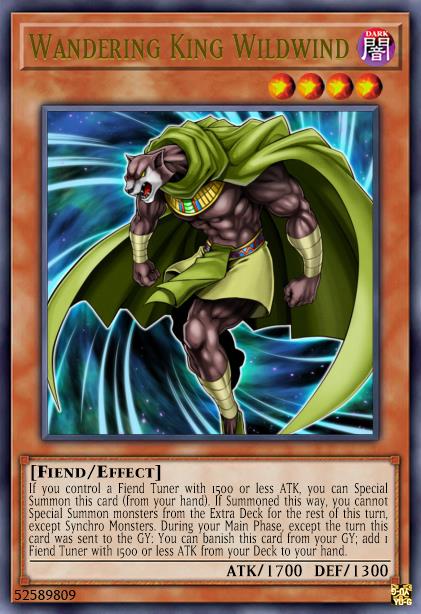 WANDERING KING WILDWIND
DARK
闇
[FIEND/EFFECT]
If you control a Fiend Tuner with 1500 or less ATK, you can Special
Summon this card (from your hand). If Summoned this way, you cannot
Special Summon monsters from the Extra Deck for the rest of this turn,
except Synchro Monsters. During your Main Phase, except the turn this
card was sent to the GY: You can banish this card from your GY; add 1
Fiend Tuner with 1500 or less ATK from your Deck to your hand.
ATK/1700 DEF/1300
52589809